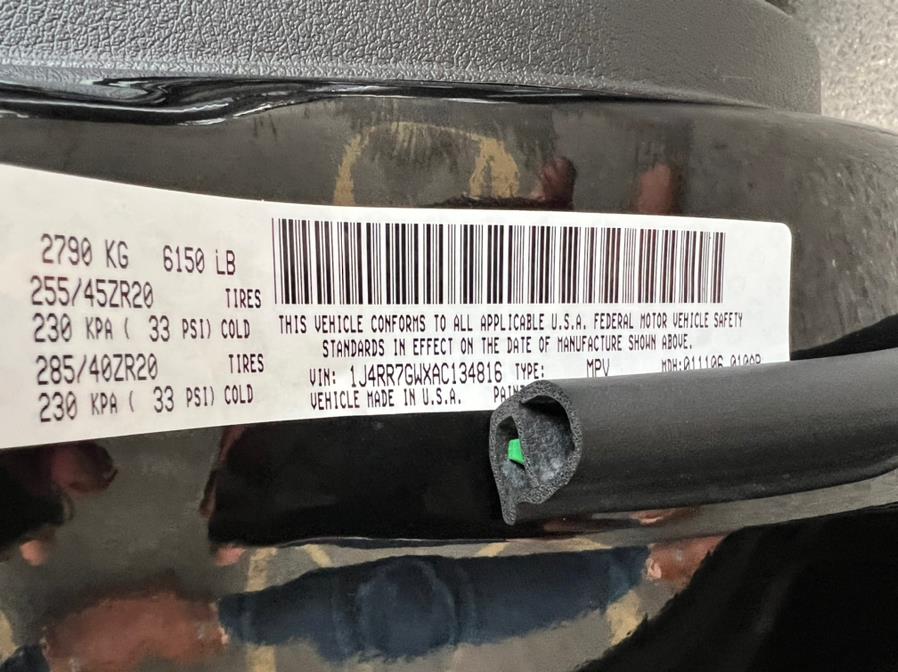 2790 KG 6150 LB
255/45ZR20 TIRES
230 KPA ( 33 PSI) COLD
285/40ZR20 TIRES
230 KPA ( 33 PSI) COLD
THIS VEHICLE CONFORMS TO ALL APPLICABLE U.S.A. FEDERAL MOTOR VEHICLE SAFETY
STANDARDS IN EFFECT ON THE DATE OF MANUFACTURE SHOWN ABOVE.
VIN: 1J4RR7GWXAC134816 TYPE: MPV MDH:011106
VEHICLE MADE IN U.S.A.